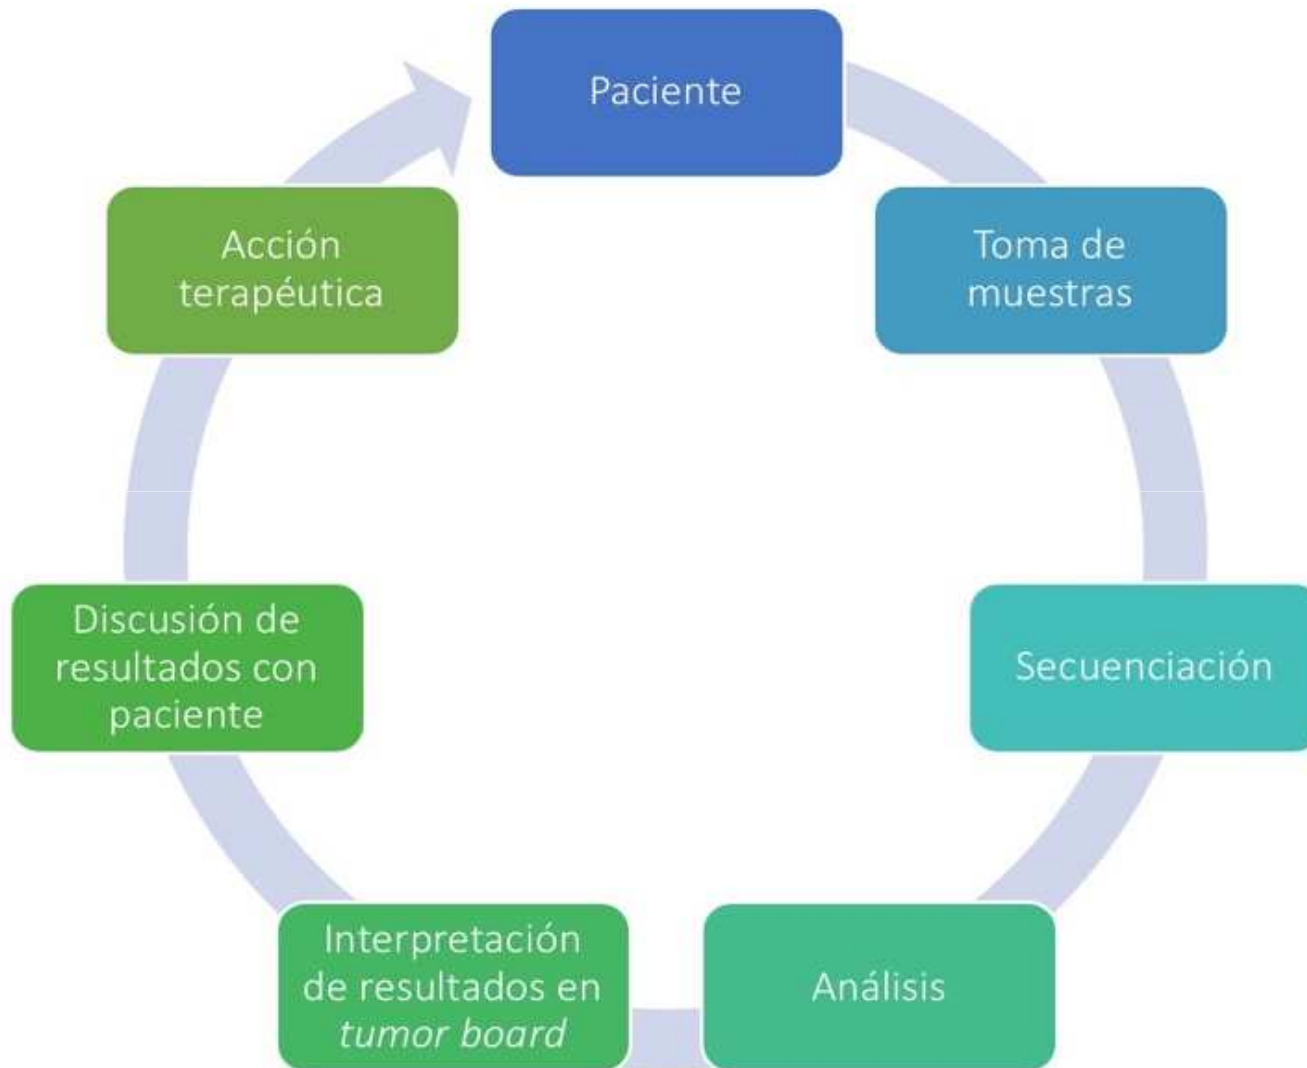 Paciente
Toma de
muestras
Secuenciación
Análisis
Interpretación
de resultados en
tumor board
Discusión de
resultados con
paciente
Acción
terapéutica